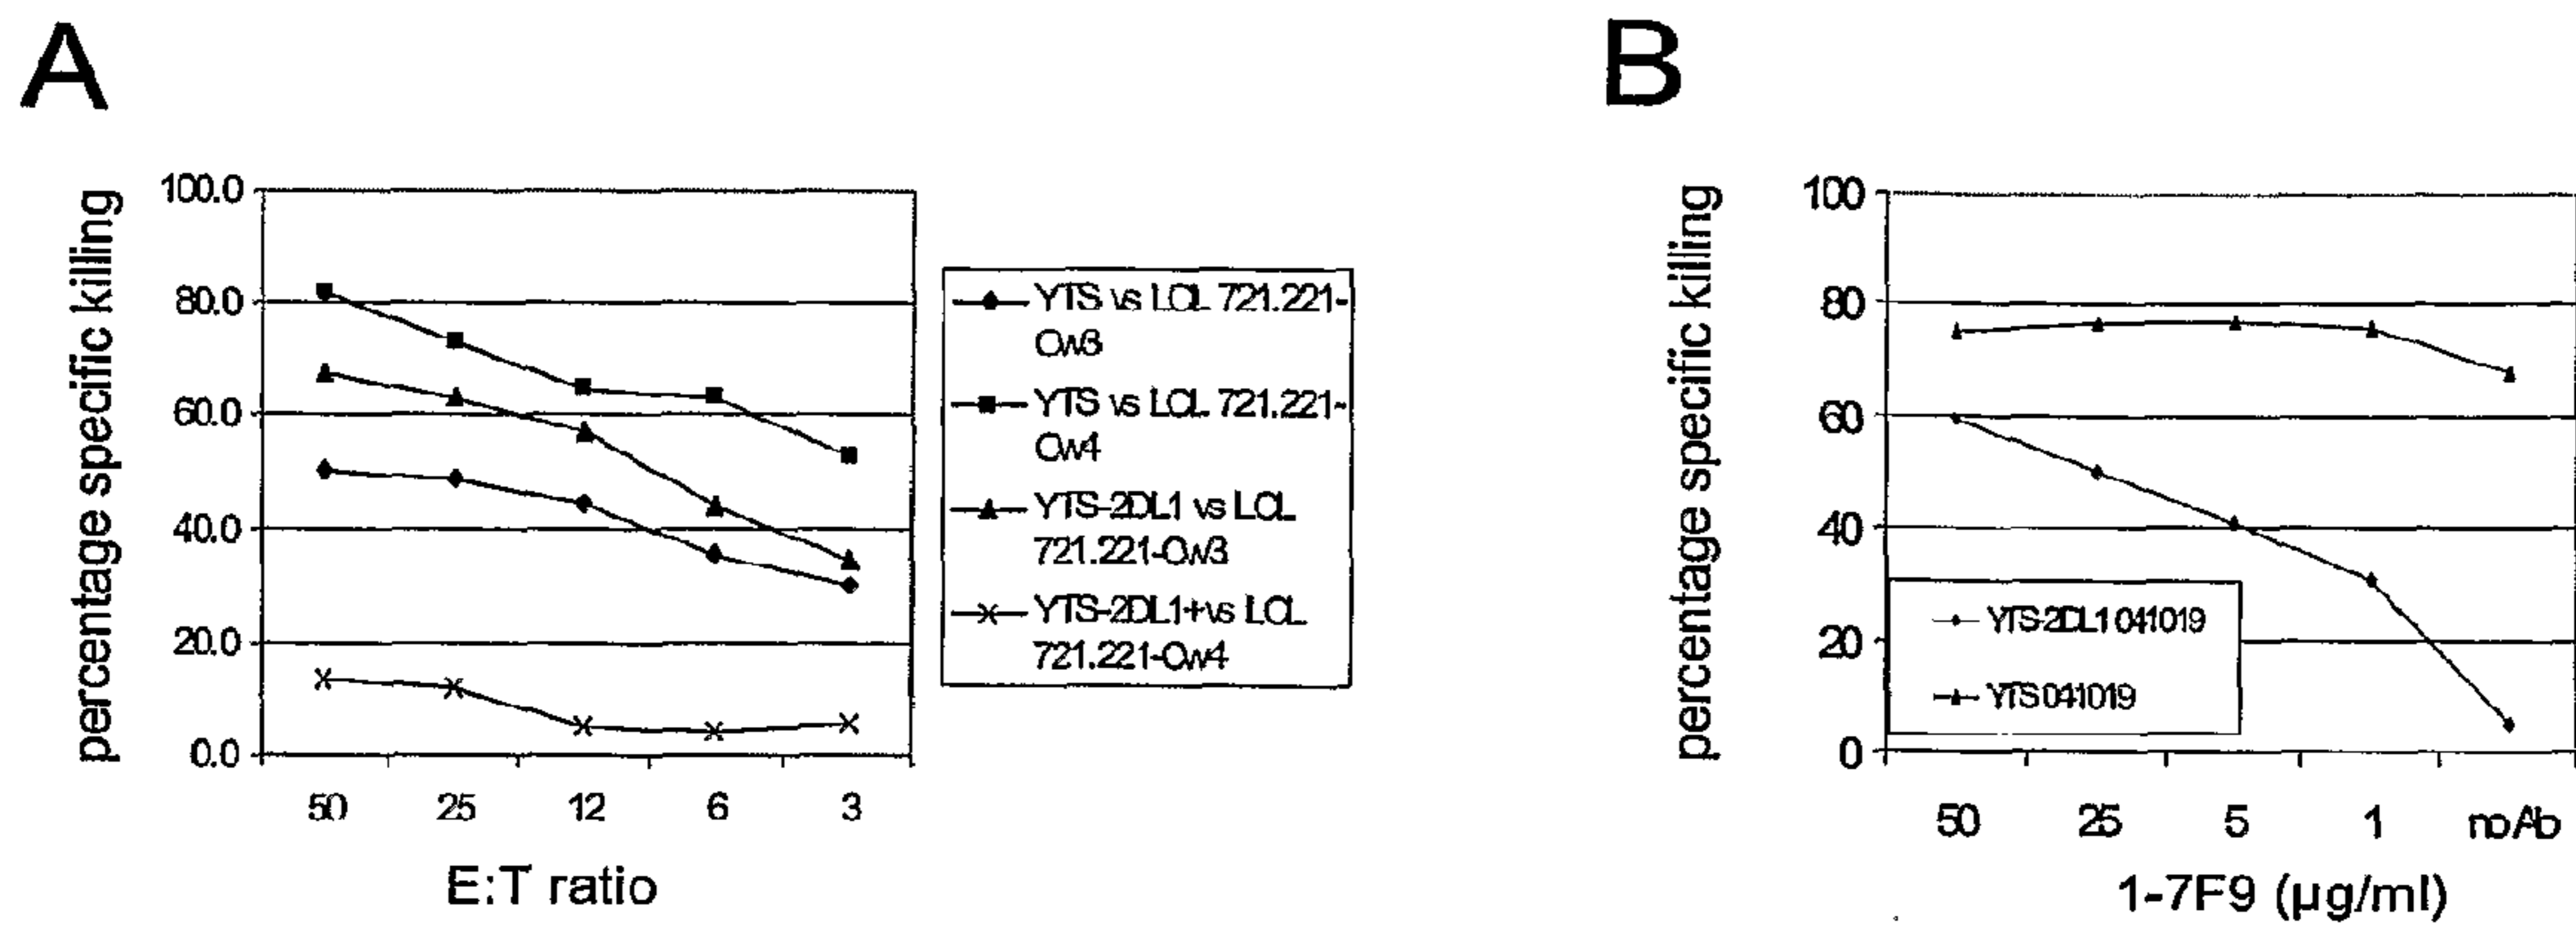 A
B
percentage specific killing
100.0
80.0
60.0
40.0
20.0
0.0
50 25 12 6 3
E:T ratio
YTS vs LCL 721.221-
Cw3
YTS vs LCL 721.221-
Cw4
YTS-2DL1 vs LCL
721.221-Cw3
YTS-2DL1+vs LCL
721.221-Cw4
percentage specific killing
100
80
60
40
20
0
YTS-2DL1 041019
YTS 041019
50 25 5 1 no Ab
1-7F9 (µg/ml)